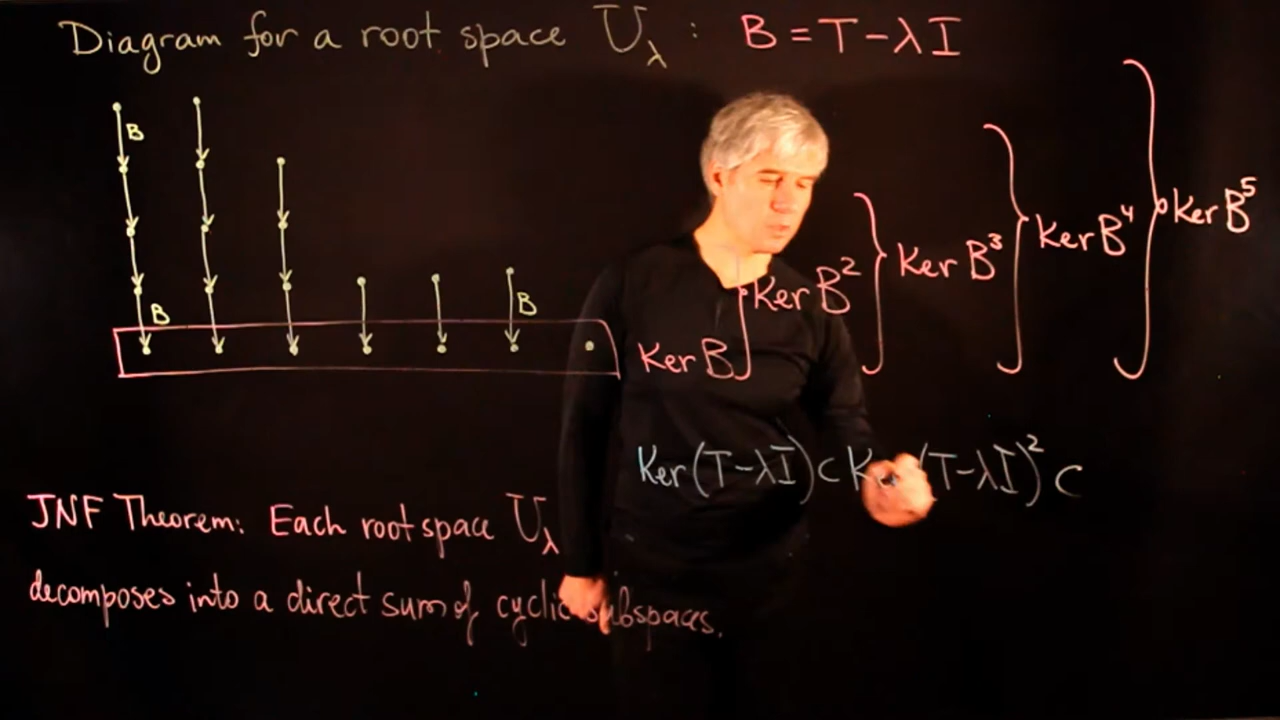 Diagram for a root space U_λ : B = T - λI
B
B
B
Ker B
Ker B²
Ker B³
Ker B⁴
Ker B⁵
Ker(T-λI) ⊂ Ker(T-λI)² ⊂
JNF Theorem: Each root space U_λ
decomposes into a direct sum of cyclic subspaces.